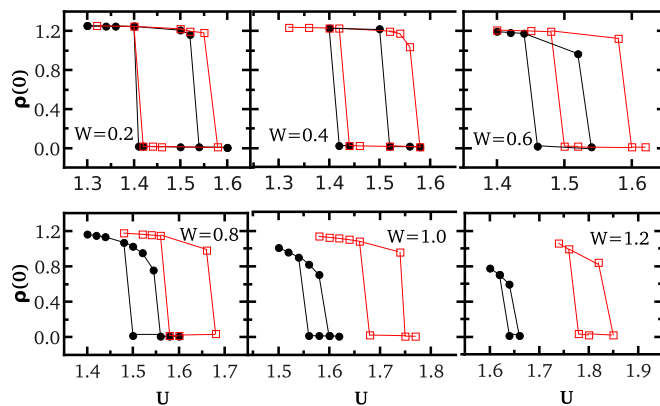 ρ(0)
1.2
0.8
0.4
0.0
W=0.2
W=0.4
W=0.6
1.3 1.4 1.5 1.6
1.3 1.4 1.5 1.6
1.4 1.5 1.6
ρ(0)
1.2
0.8
0.4
0.0
W=0.8
W=1.0
W=1.2
1.4 1.5 1.6 1.7
1.5 1.6 1.7 1.8
1.6 1.7 1.8 1.9
U U U